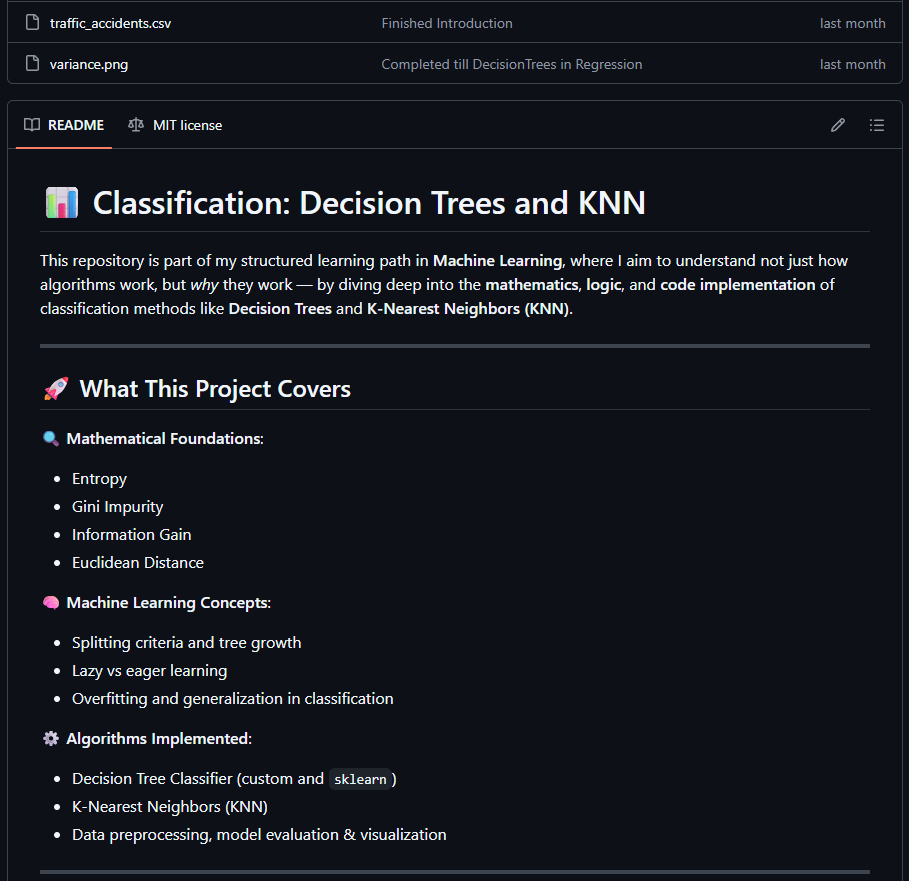 traffic_accidents.csv Finished Introduction last month
variance.png Completed till DecisionTrees in Regression last month
README MIT license
📊 Classification: Decision Trees and KNN
This repository is part of my structured learning path in Machine Learning, where I aim to understand not just how
algorithms work, but why they work — by diving deep into the mathematics, logic, and code implementation of
classification methods like Decision Trees and K-Nearest Neighbors (KNN).
🚀 What This Project Covers
🔍 Mathematical Foundations:
• Entropy
• Gini Impurity
• Information Gain
• Euclidean Distance
🧠 Machine Learning Concepts:
• Splitting criteria and tree growth
• Lazy vs eager learning
• Overfitting and generalization in classification
⚙️ Algorithms Implemented:
• Decision Tree Classifier (custom and sklearn)
• K-Nearest Neighbors (KNN)
• Data preprocessing, model evaluation & visualization